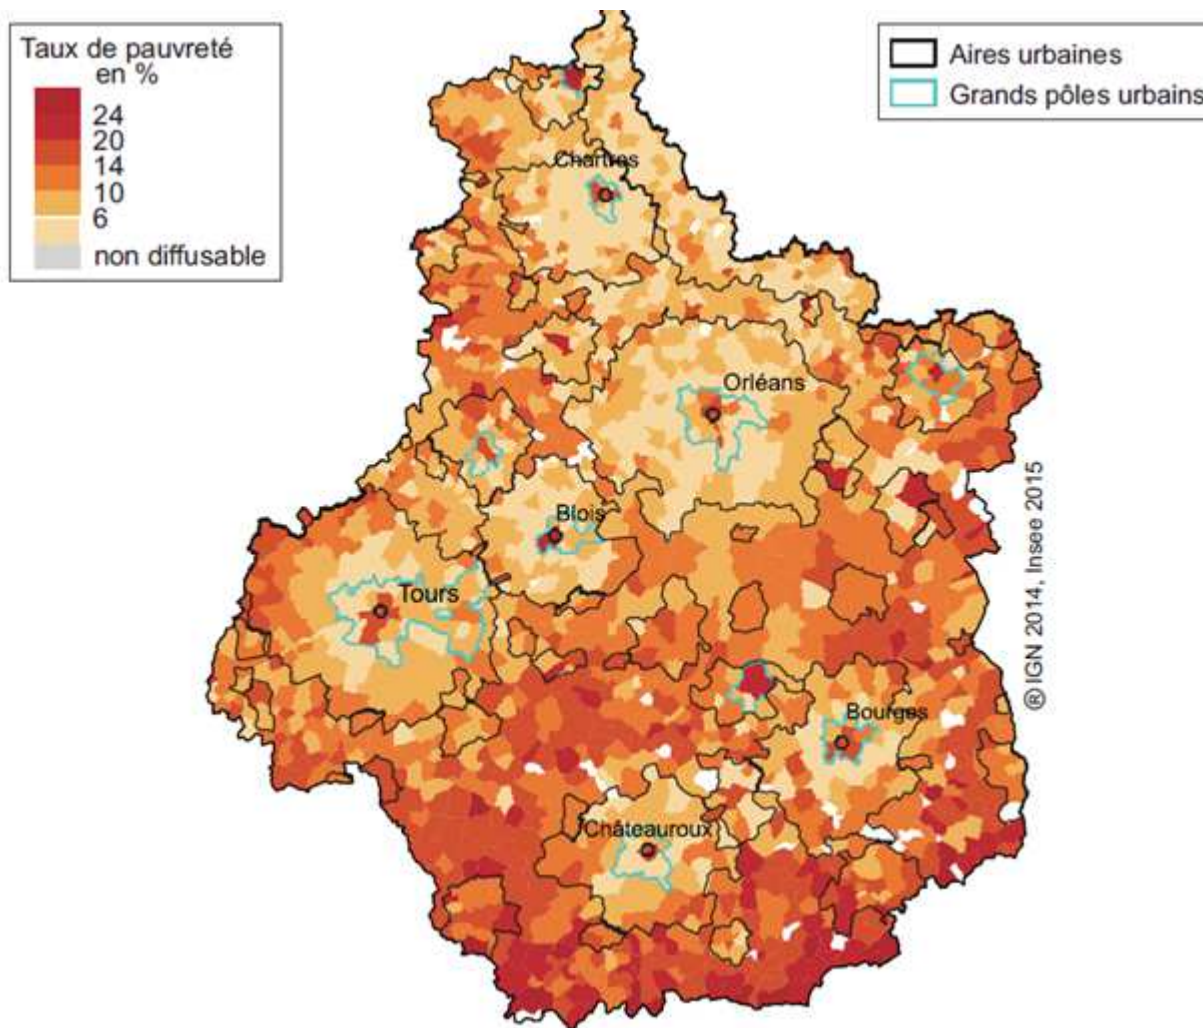 Taux de pauvreté
en %
24
20
14
10
6
non diffusable
Aires urbaines
Grands pôles urbains
Chartres
Orléans
Blois
Tours
Bourges
Châteauroux
® IGN 2014, Insee 2015